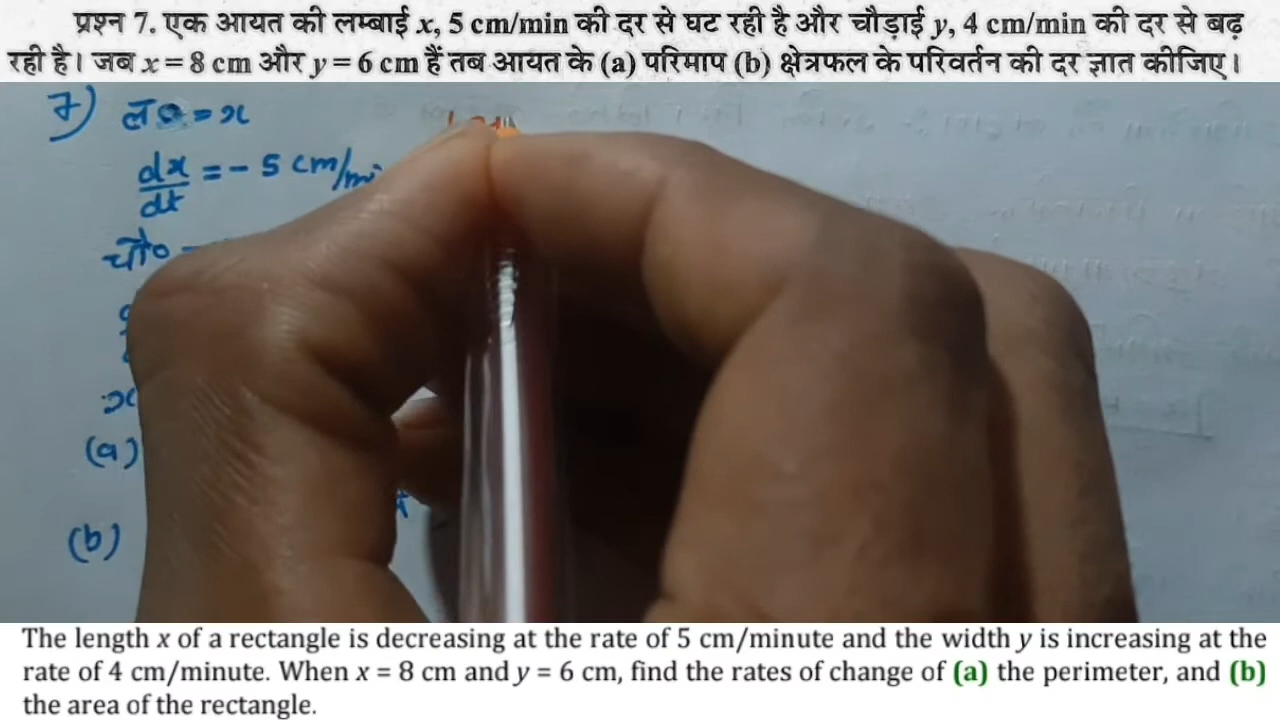 प्रश्न 7. एक आयत की लम्बाई x, 5 cm/min की दर से घट रही है और चौड़ाई y, 4 cm/min की दर से बढ़
रही है। जब x = 8 cm और y = 6 cm हैं तब आयत के (a) परिमाप (b) क्षेत्रफल के परिवर्तन की दर ज्ञात कीजिए।
7) ल० = x
dx/dt = - 5 cm/mi
चौ०
x
(a)
(b)
The length x of a rectangle is decreasing at the rate of 5 cm/minute and the width y is increasing at the
rate of 4 cm/minute. When x = 8 cm and y = 6 cm, find the rates of change of (a) the perimeter, and (b)
the area of the rectangle.